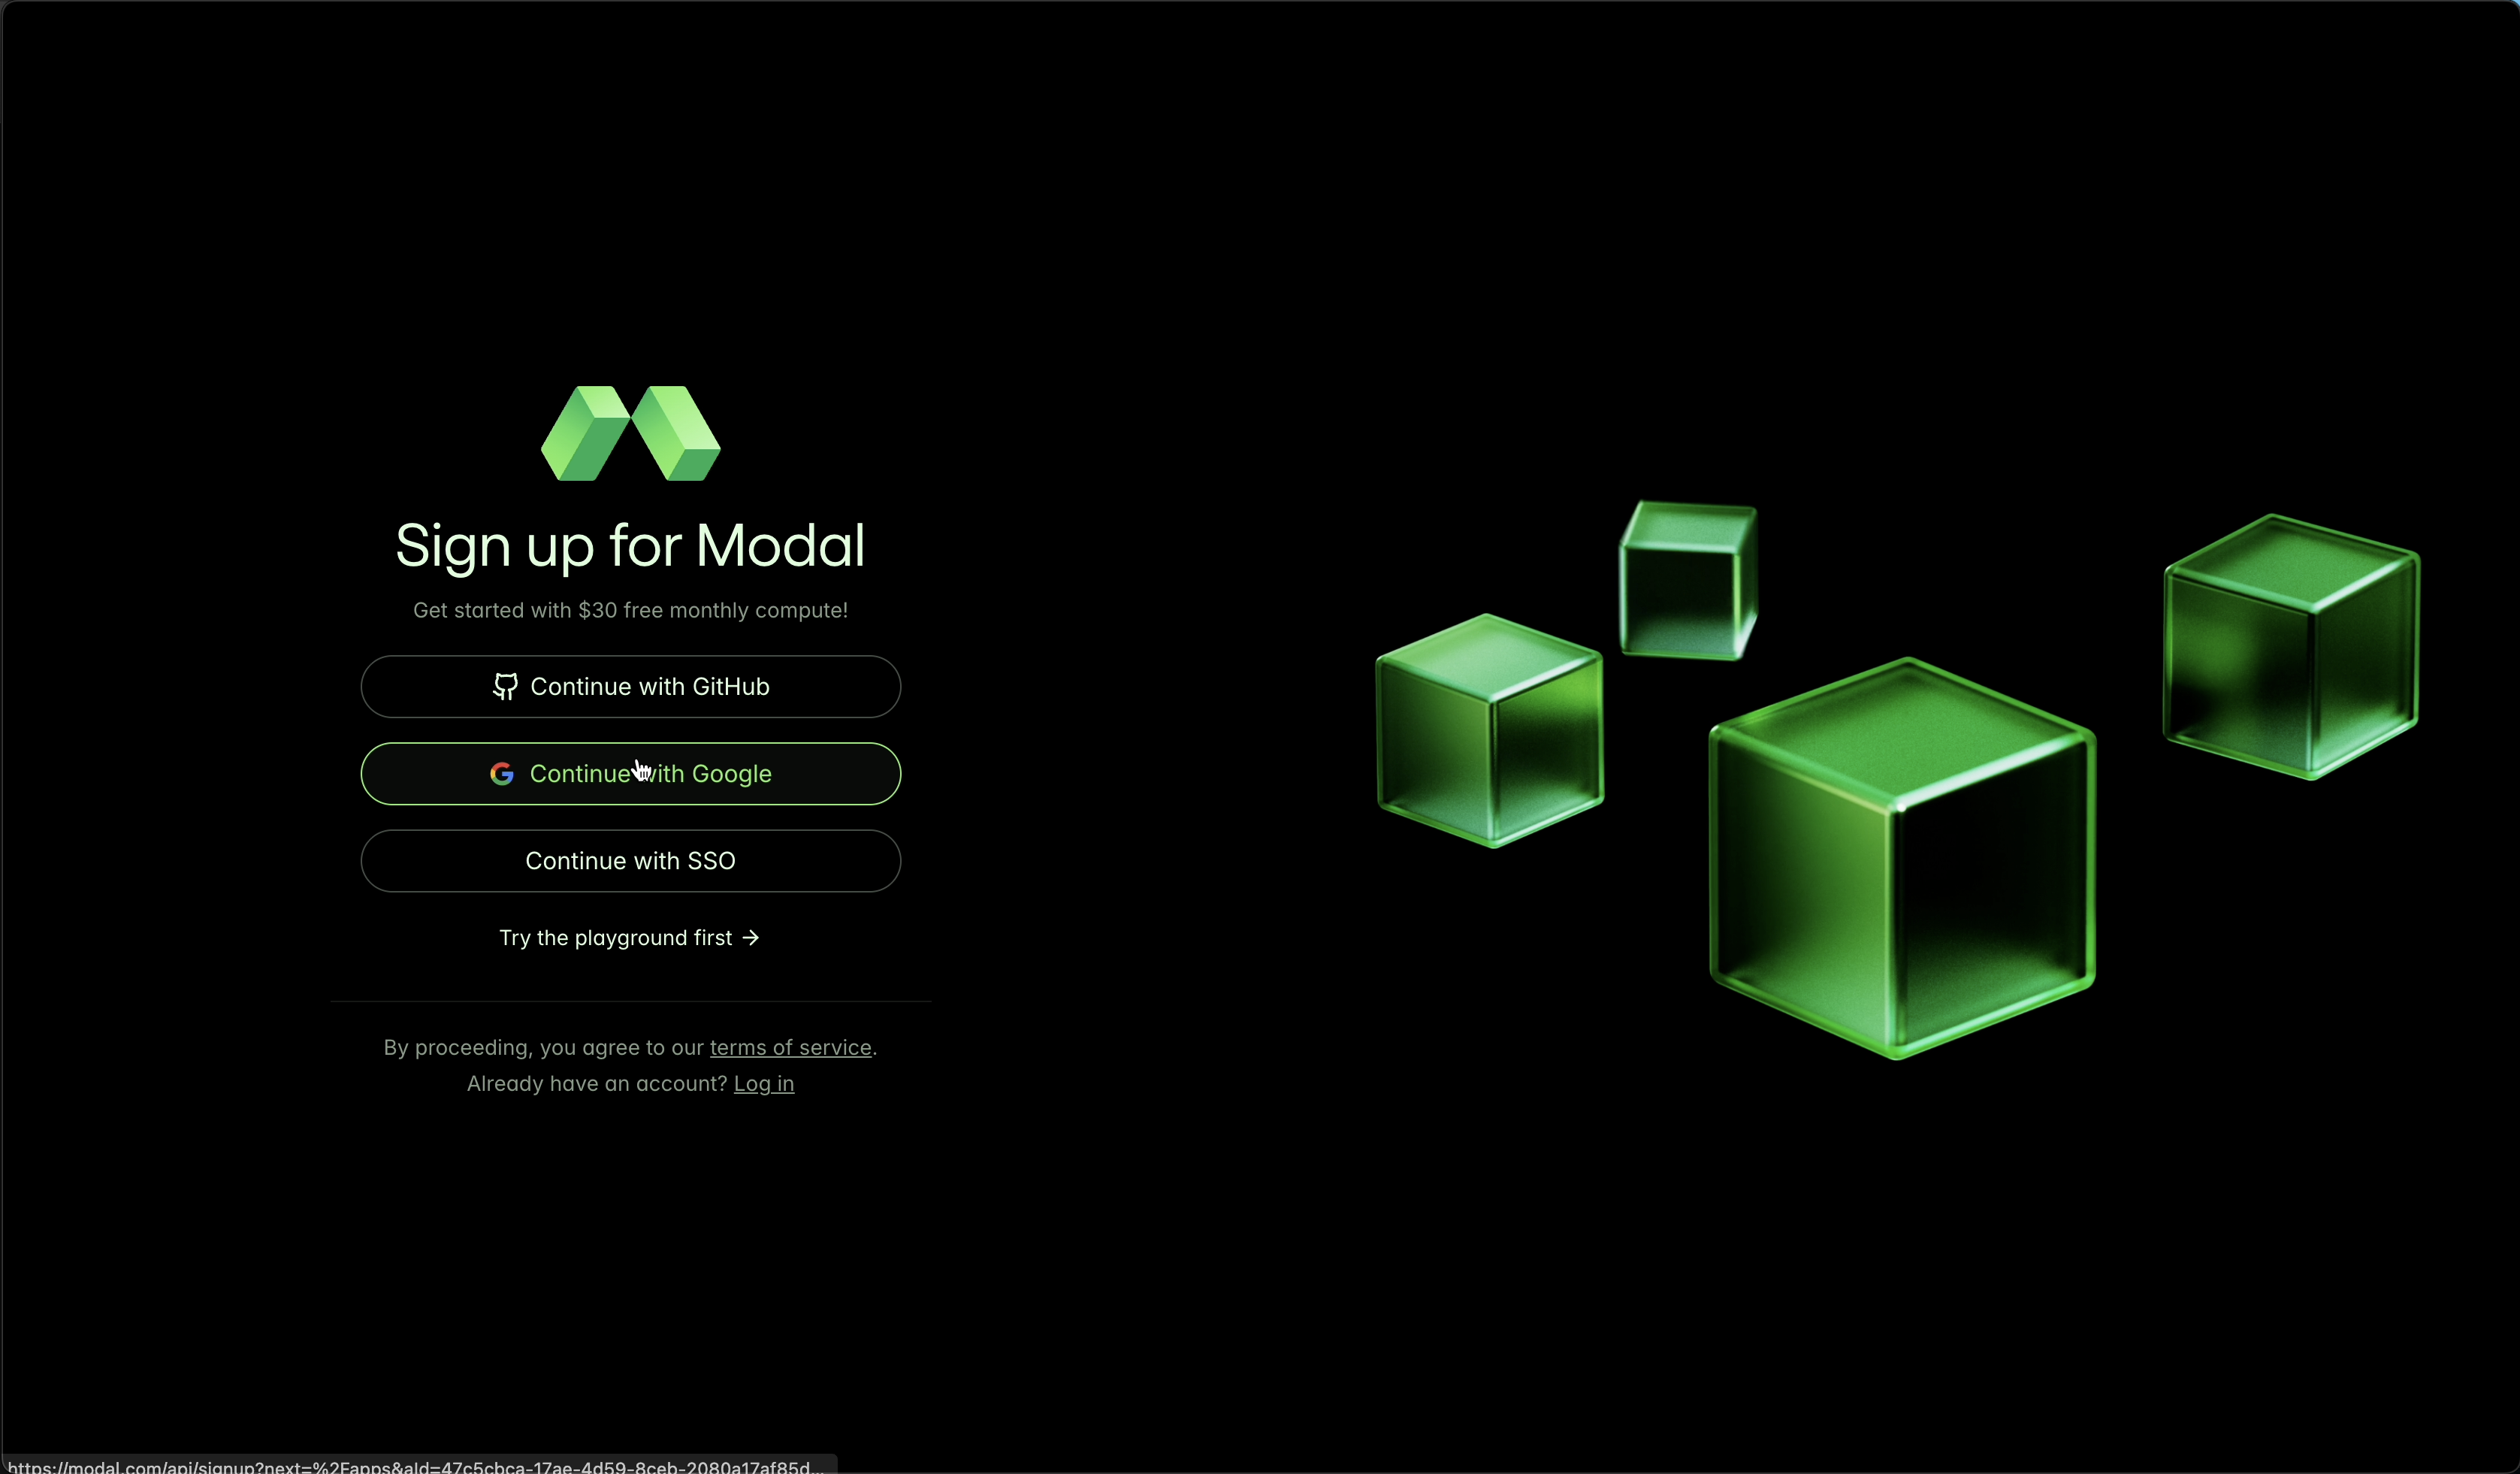 Sign up for Modal
Get started with $30 free monthly compute!
Continue with GitHub
Continue with Google
Continue with SSO
Try the playground first →
By proceeding, you agree to our terms of service.
Already have an account? Log in
https://modal.com/api/signup?next=%2Fapps&aId=47c5cbca-17ae-4d59-8ceb-2080a17af85d...